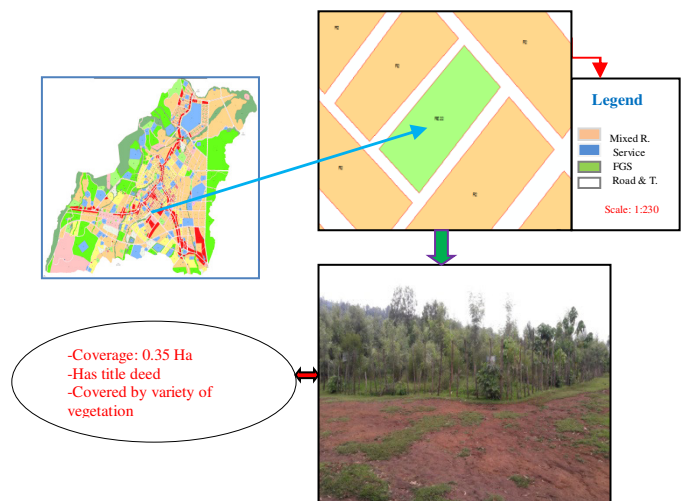 Legend
Mixed R.
Service
FGS
Road & T.
Scale: 1:230
-Coverage: 0.35 Ha
-Has title deed
-Covered by variety of
vegetation